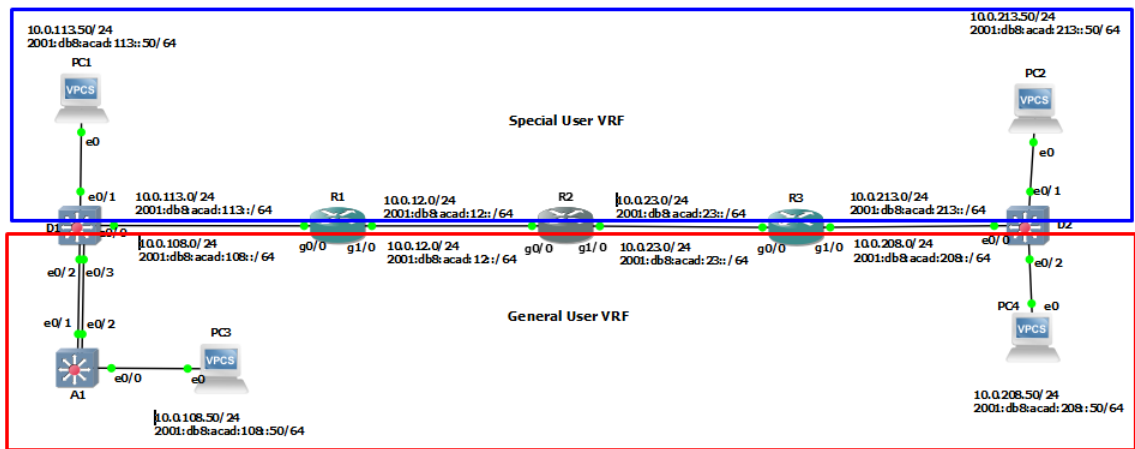 10.0.113.50/24
2001:db8:acad:113::50/64
PC1
VPCS
e0
10.0.213.50/24
2001:db8:acad:213::50/64
PC2
VPCS
e0
Special User VRF
e0/1
10.0.113.0/24
2001:db8:acad:113::/64
R1
10.0.12.0/24
2001:db8:acad:12::/64
R2
10.0.23.0/24
2001:db8:acad:23::/64
R3
10.0.213.0/24
2001:db8:acad:213::/64
e0/1
D1
e0/0
10.0.108.0/24
2001:db8:acad:108::/64
g0/0
g1/0
10.0.12.0/24
2001:db8:acad:12::/64
g0/0
g1/0
10.0.23.0/24
2001:db8:acad:23::/64
g0/0
g1/0
10.0.208.0/24
2001:db8:acad:208::/64
e0/0
D2
e0/2
e0/3
e0/2
General User VRF
e0/1
e0/2
PC3
VPCS
PC4
e0
VPCS
A1
e0/0
e0
10.0.108.50/24
2001:db8:acad:108::50/64
10.0.208.50/24
2001:db8:acad:208::50/64